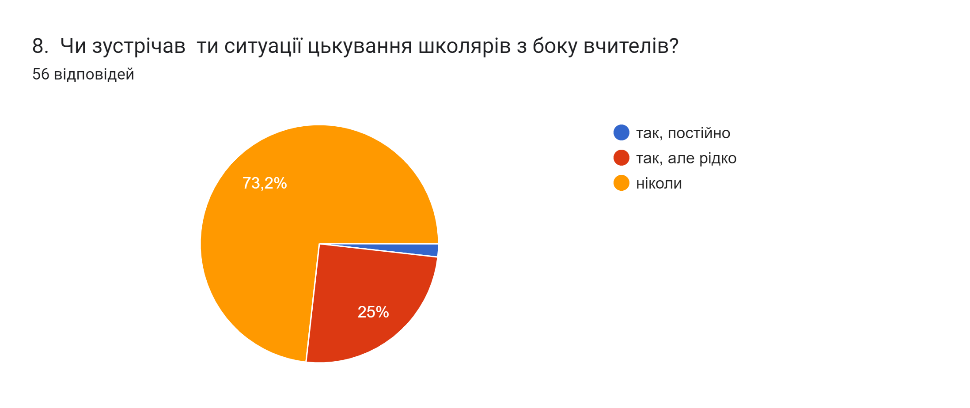 8. Чи зустрічав ти ситуації цькування школярів з боку вчителів?
56 відповідей
так, постійно
так, але рідко
ніколи
73,2%
25%